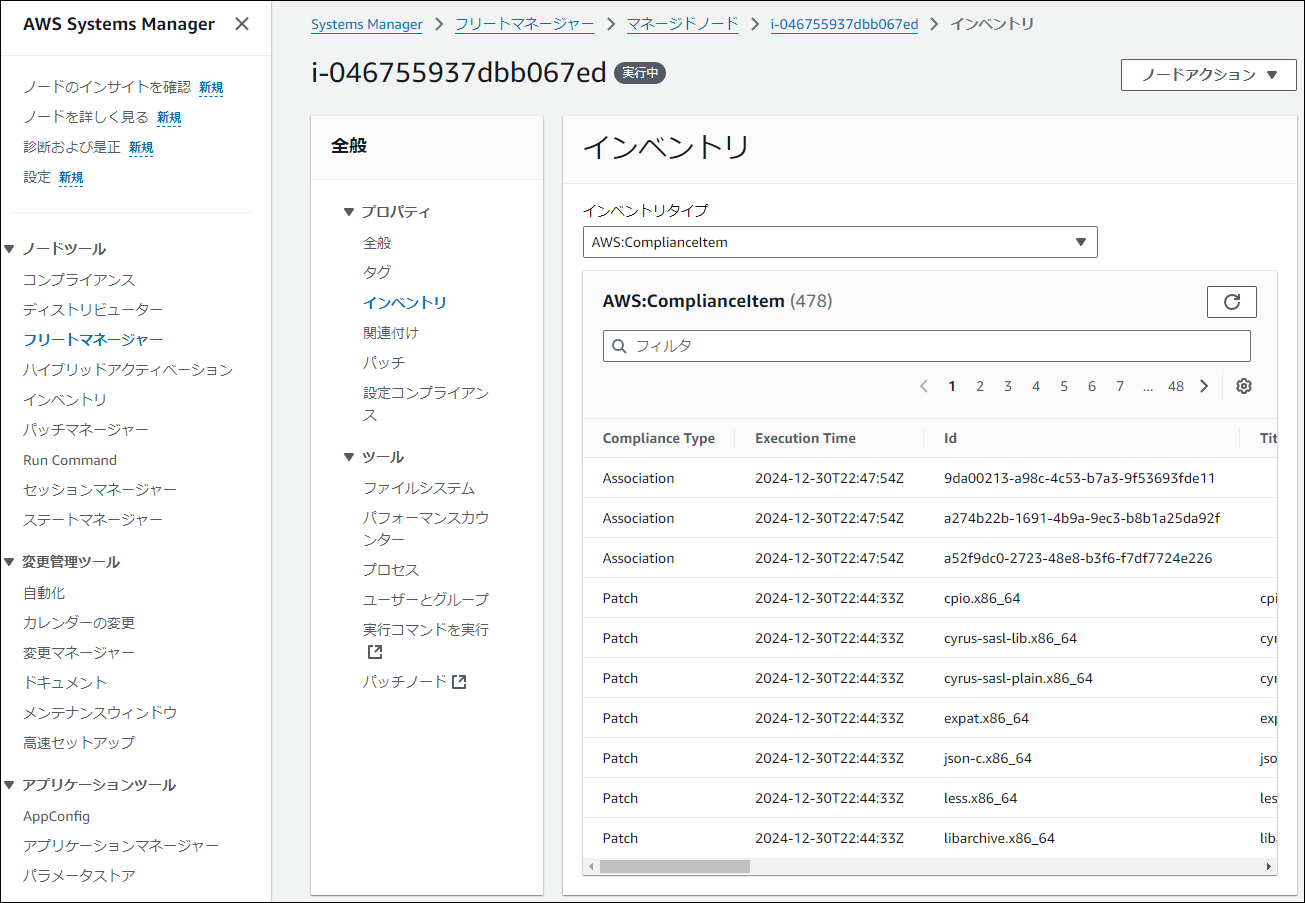 AWS Systems Manager
ノードのインサイトを確認 新規
ノードを詳しく見る 新規
診断および是正 新規
設定 新規
ノードツール
コンプライアンス
ディストリビューター
フリートマネージャー
ハイブリッドアクティベーション
インベントリ
パッチマネージャー
Run Command
セッションマネージャー
ステートマネージャー
変更管理ツール
自動化
カレンダーの変更
変更マネージャー
ドキュメント
メンテナンスウィンドウ
高速セットアップ
アプリケーションツール
AppConfig
アプリケーションマネージャー
パラメータストア
Systems Manager > フリートマネージャー > マネージドノード > i-046755937dbb067ed > インベントリ
i-046755937dbb067ed 実行中
ノードアクション
全般
プロパティ
全般
タグ
インベントリ
関連付け
パッチ
設定コンプライアン
ス
ツール
ファイルシステム
パフォーマンスカウ
ンター
プロセス
ユーザーとグループ
実行コマンドを実行
パッチノード
インベントリ
インベントリタイプ
AWS:ComplianceItem
AWS:ComplianceItem (478)
フィルタ
1 2 3 4 5 6 7 ... 48
Compliance Type Execution Time Id Tit
Association 2024-12-30T22:47:54Z 9da00213-a98c-4c53-b7a3-9f53693fde11
Association 2024-12-30T22:47:54Z a274b22b-1691-4b9a-9ec3-b8b1a25da92f
Association 2024-12-30T22:47:54Z a52f9dc0-2723-48e8-b3f6-f7df7724e226
Patch 2024-12-30T22:44:33Z cpio.x86_64 cpi
Patch 2024-12-30T22:44:33Z cyrus-sasl-lib.x86_64 cyr
Patch 2024-12-30T22:44:33Z cyrus-sasl-plain.x86_64 cyr
Patch 2024-12-30T22:44:33Z expat.x86_64 exp
Patch 2024-12-30T22:44:33Z json-c.x86_64 jso
Patch 2024-12-30T22:44:33Z less.x86_64 les
Patch 2024-12-30T22:44:33Z libarchive.x86_64 lib